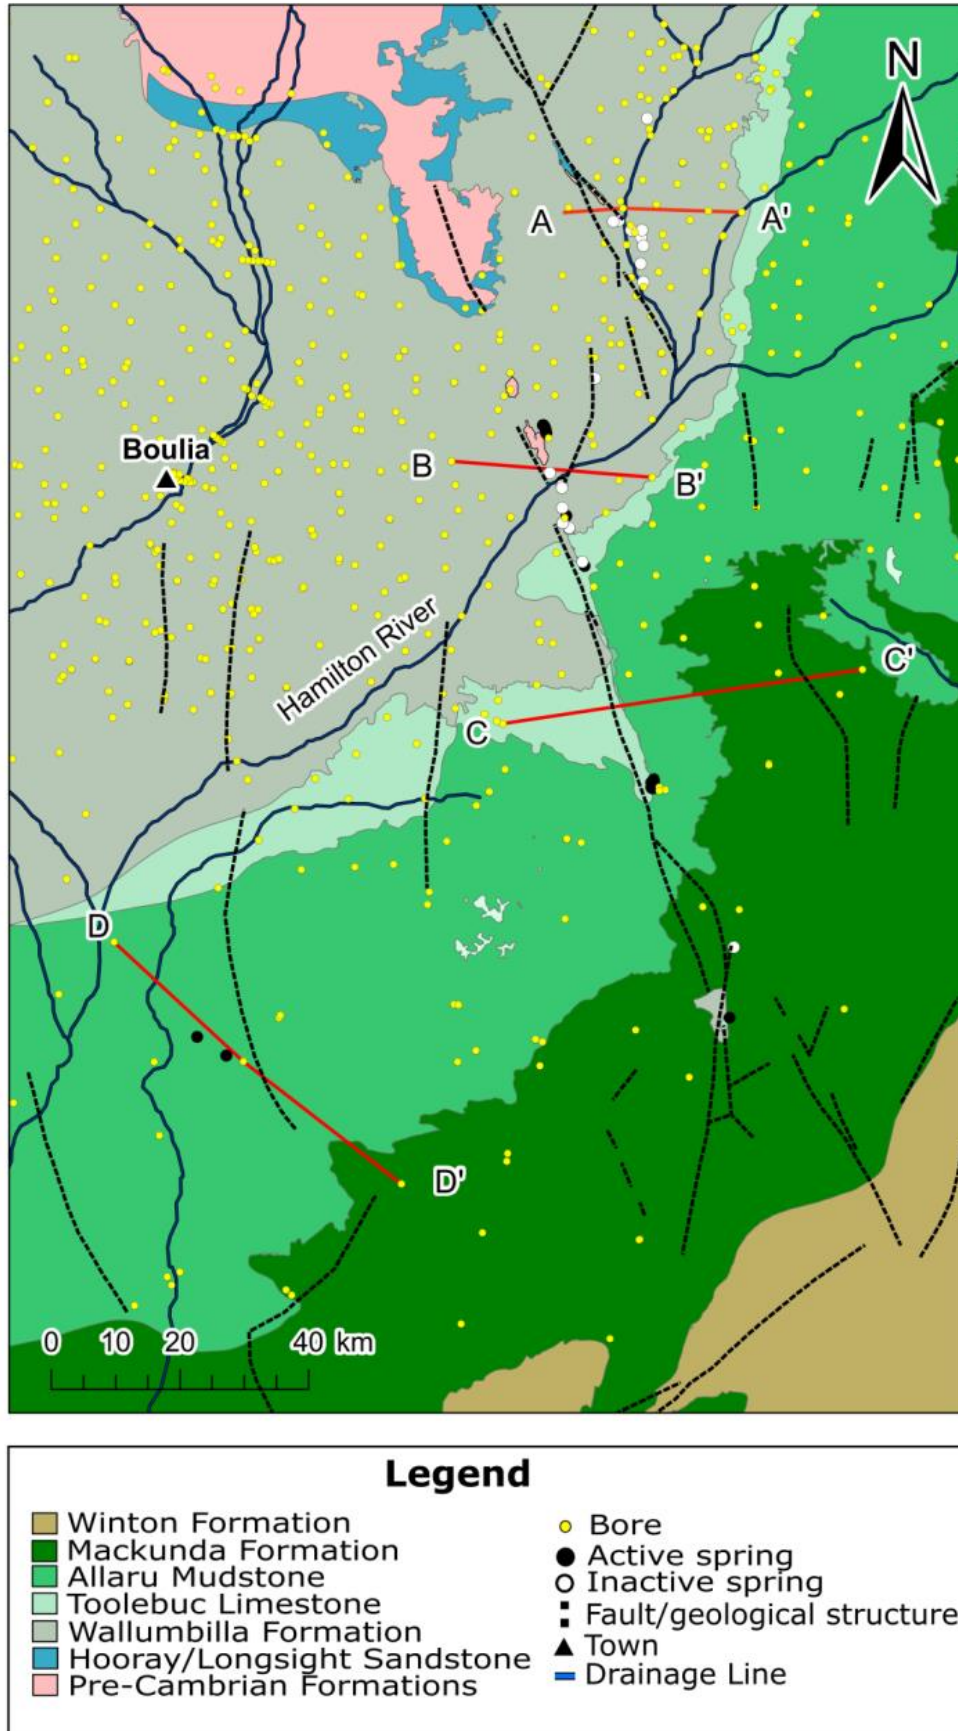 N
A
A'
Boulia
B
B'
Hamilton River
C'
C
D
D'
0 10 20 40 km
Legend
Winton Formation
Mackunda Formation
Allaru Mudstone
Toolebuc Limestone
Wallumbilla Formation
Hooray/Longsight Sandstone
Pre-Cambrian Formations
Bore
Active spring
Inactive spring
Fault/geological structure
Town
Drainage Line